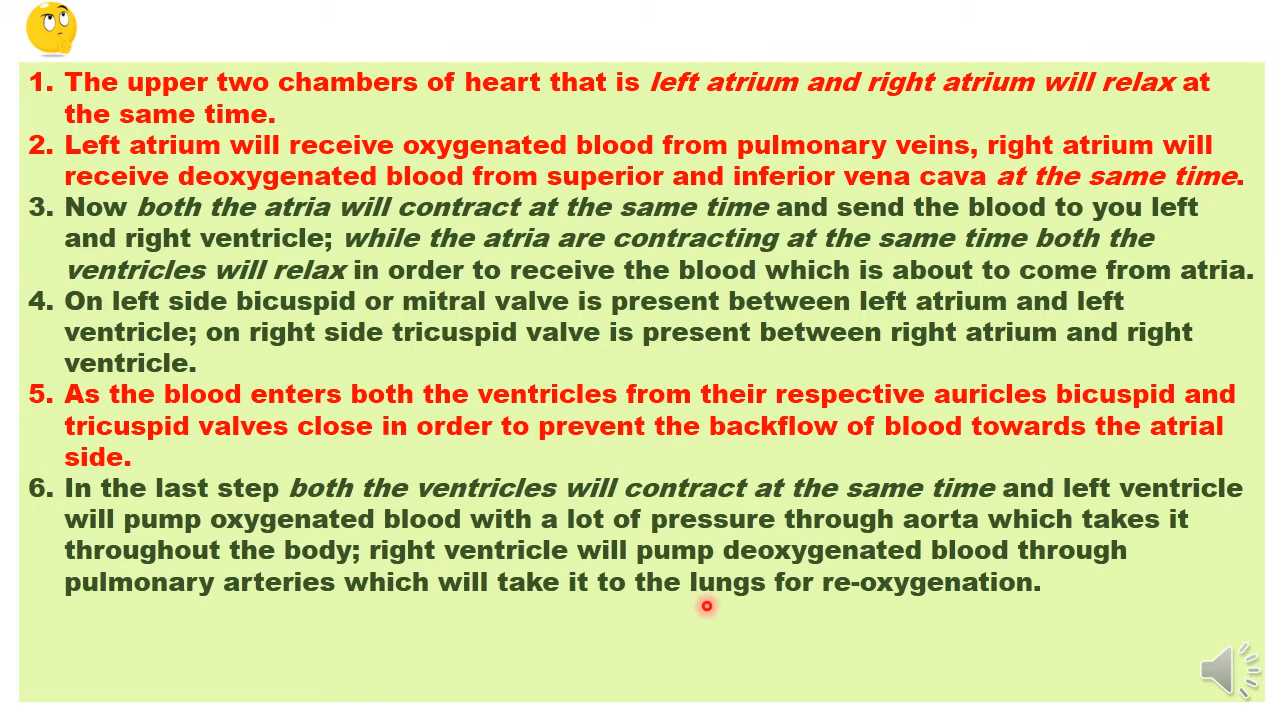 1. The upper two chambers of heart that is left atrium and right atrium will relax at
the same time.
2. Left atrium will receive oxygenated blood from pulmonary veins, right atrium will
receive deoxygenated blood from superior and inferior vena cava at the same time.
3. Now both the atria will contract at the same time and send the blood to you left
and right ventricle; while the atria are contracting at the same time both the
ventricles will relax in order to receive the blood which is about to come from atria.
4. On left side bicuspid or mitral valve is present between left atrium and left
ventricle; on right side tricuspid valve is present between right atrium and right
ventricle.
5. As the blood enters both the ventricles from their respective auricles bicuspid and
tricuspid valves close in order to prevent the backflow of blood towards the atrial
side.
6. In the last step both the ventricles will contract at the same time and left ventricle
will pump oxygenated blood with a lot of pressure through aorta which takes it
throughout the body; right ventricle will pump deoxygenated blood through
pulmonary arteries which will take it to the lungs for re-oxygenation.